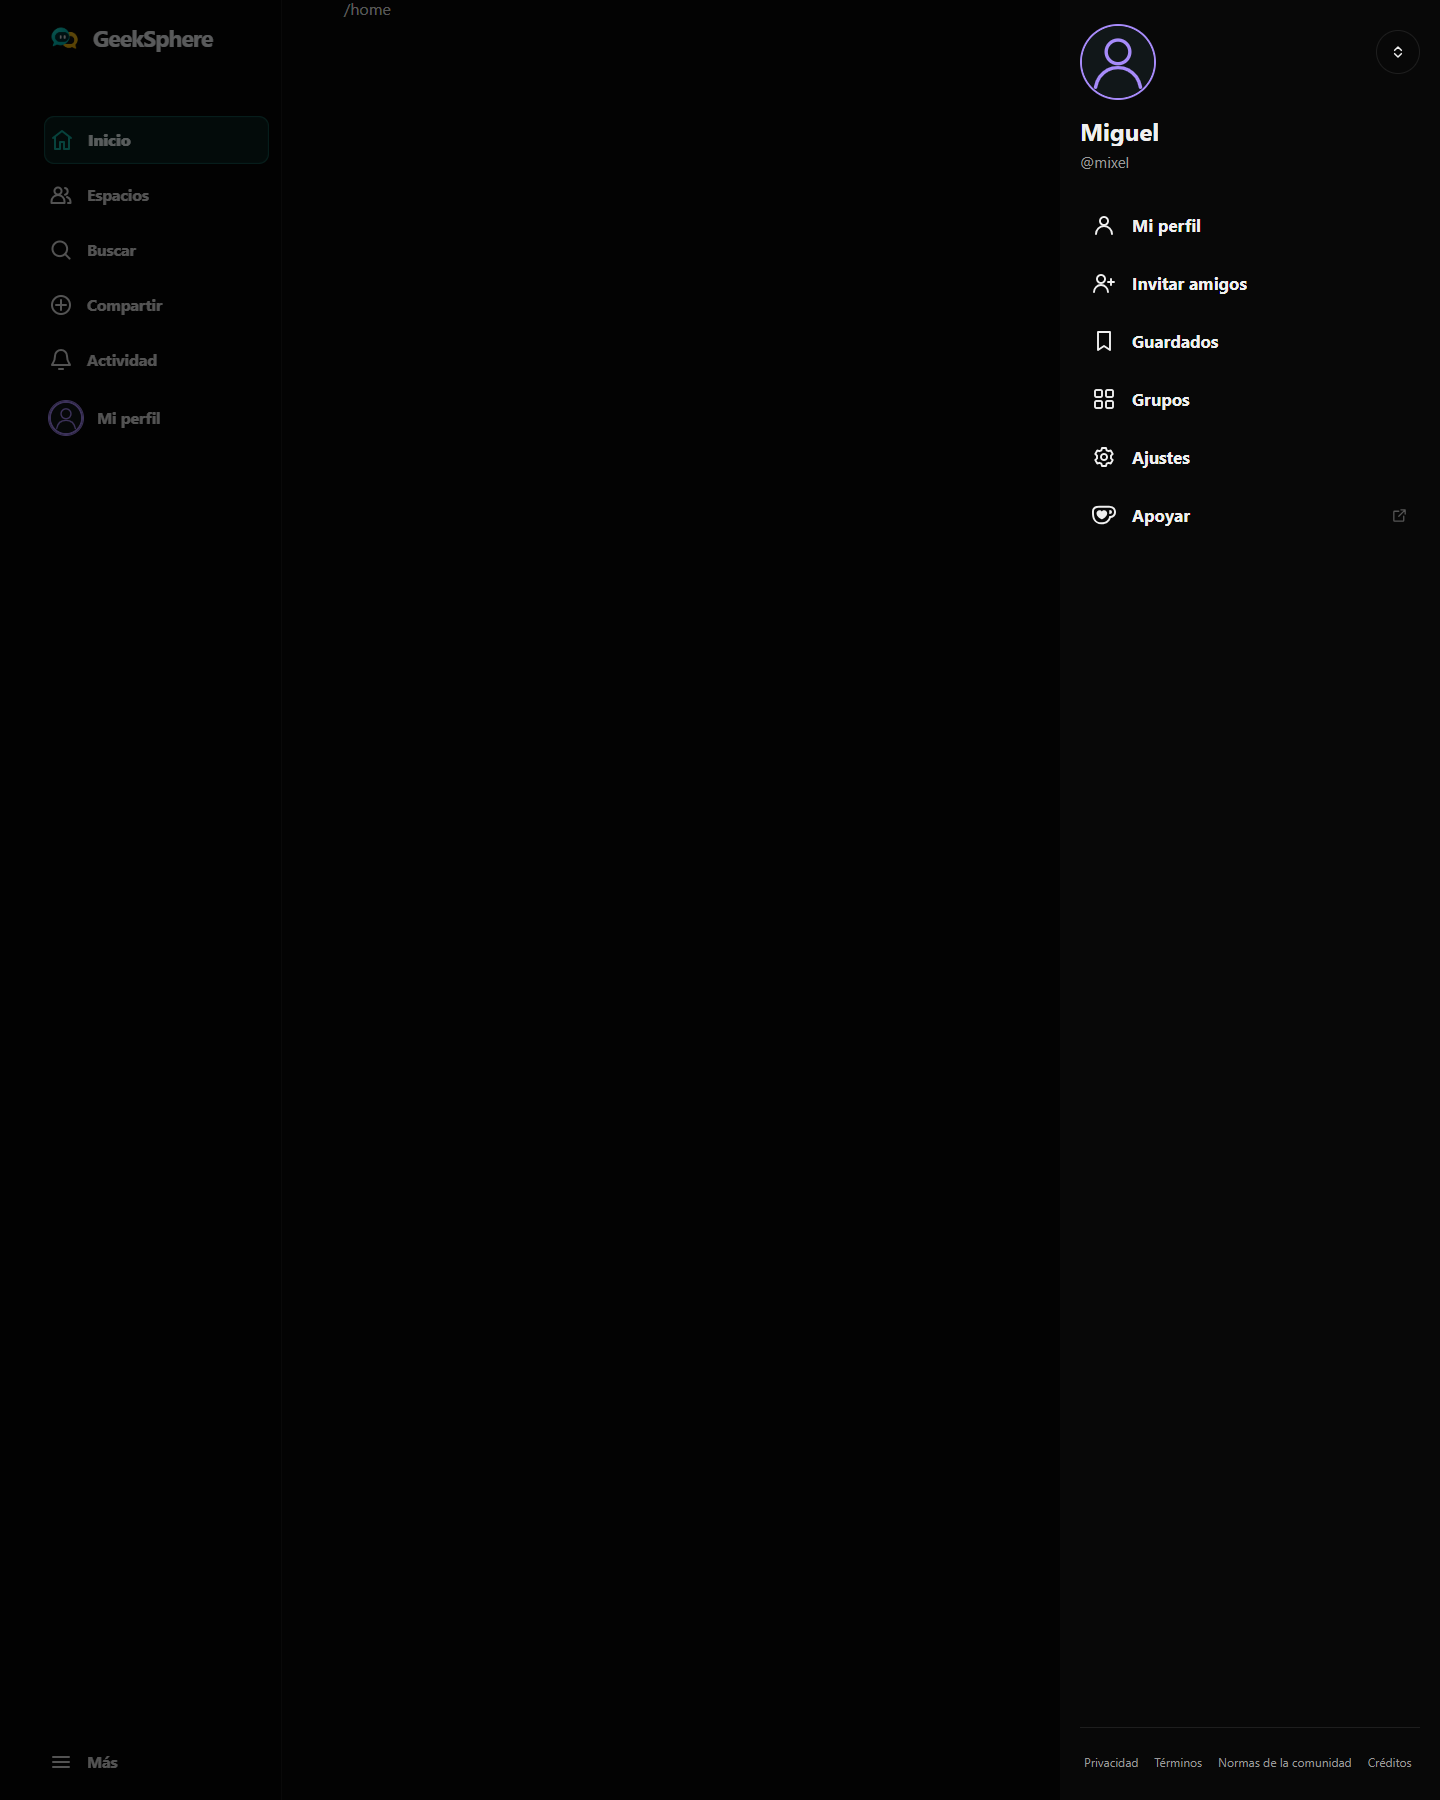 GeekSphere
Inicio
Espacios
Buscar
Compartir
Actividad
Mi perfil
Más
/home
Miguel
@mixel
Mi perfil
Invitar amigos
Guardados
Grupos
Ajustes
Apoyar
Privacidad Términos Normas de la comunidad Créditos